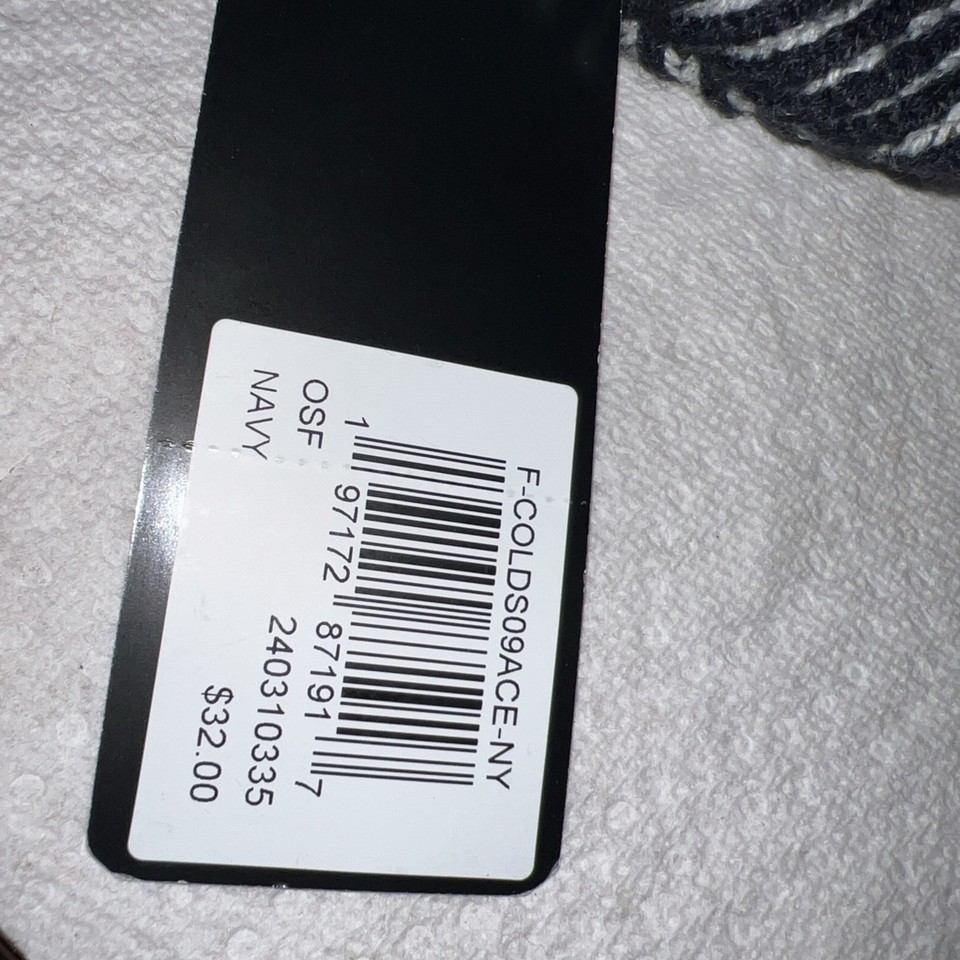 F-COLDS09ACE-NY
1 97172 87191 7
OSF 240310335
NAVY $32.00